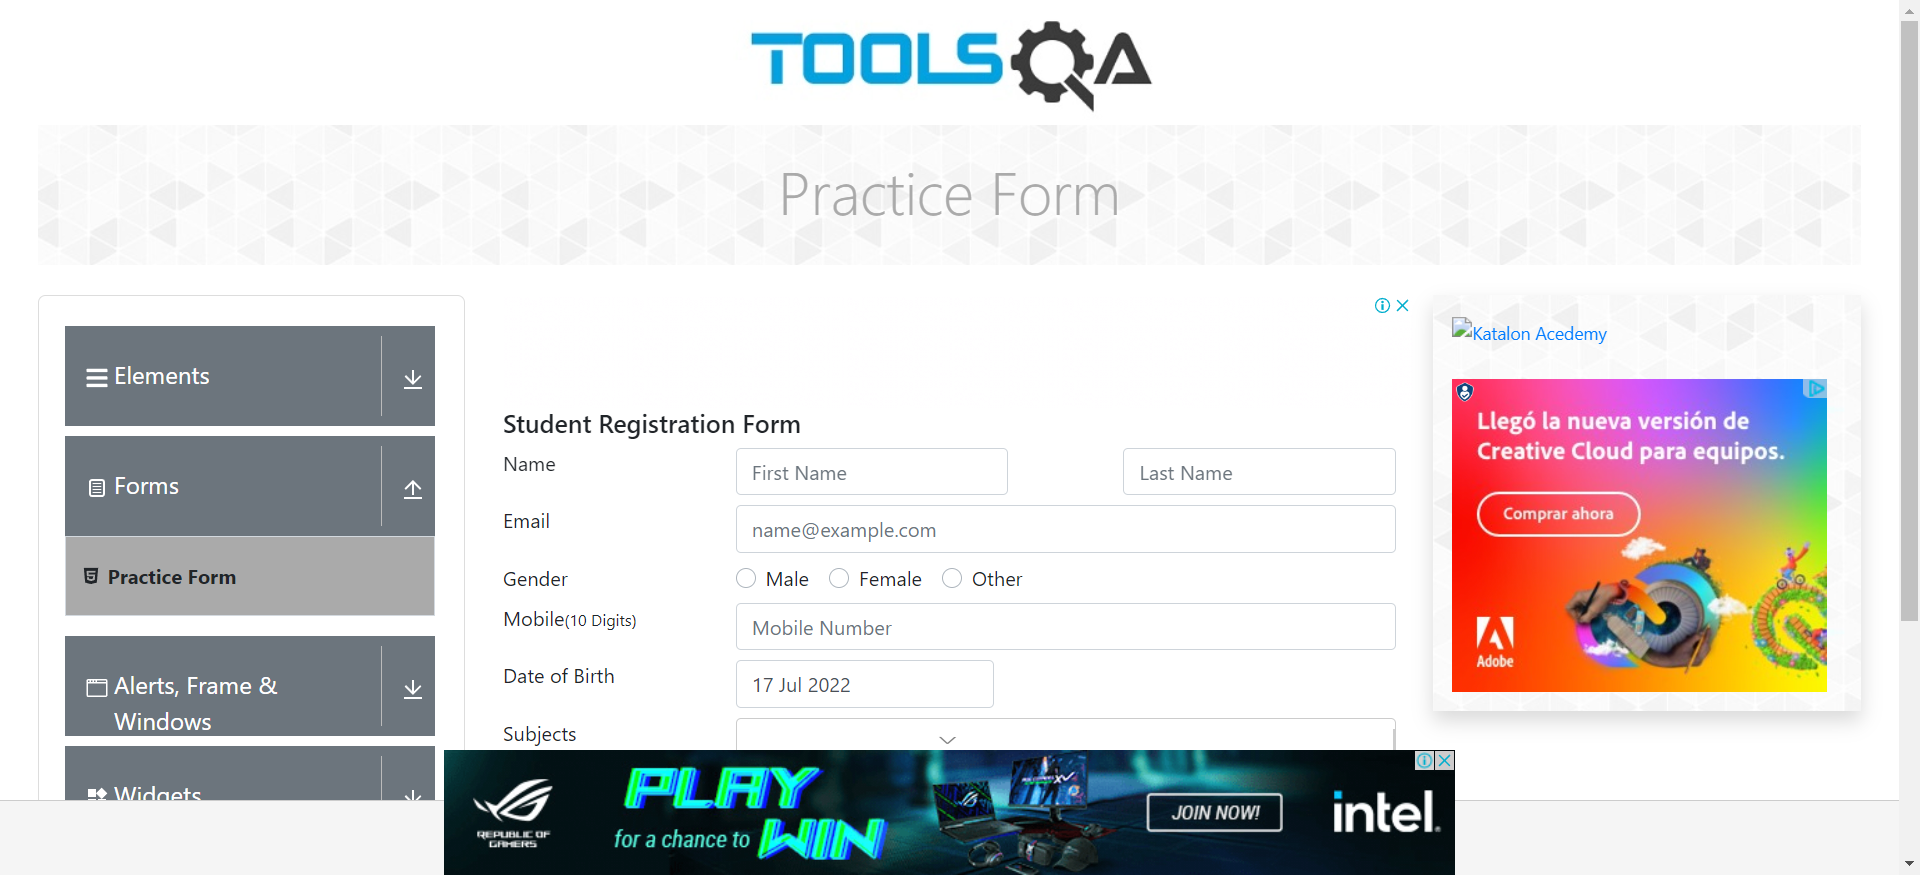 TOOLSQA
Practice Form
Elements
Forms
Practice Form
Alerts, Frame &
Windows
Widgets
Student Registration Form
Name
First Name
Last Name
Email
name@example.com
Gender
Male
Female
Other
Mobile(10 Digits)
Mobile Number
Date of Birth
17 Jul 2022
Subjects
Katalon Acedemy
Llegó la nueva versión de
Creative Cloud para equipos.
Comprar ahora
Adobe
REPUBLIC OF
GAMERS
PLAY
for a chance to WIN
JOIN NOW!
intel.